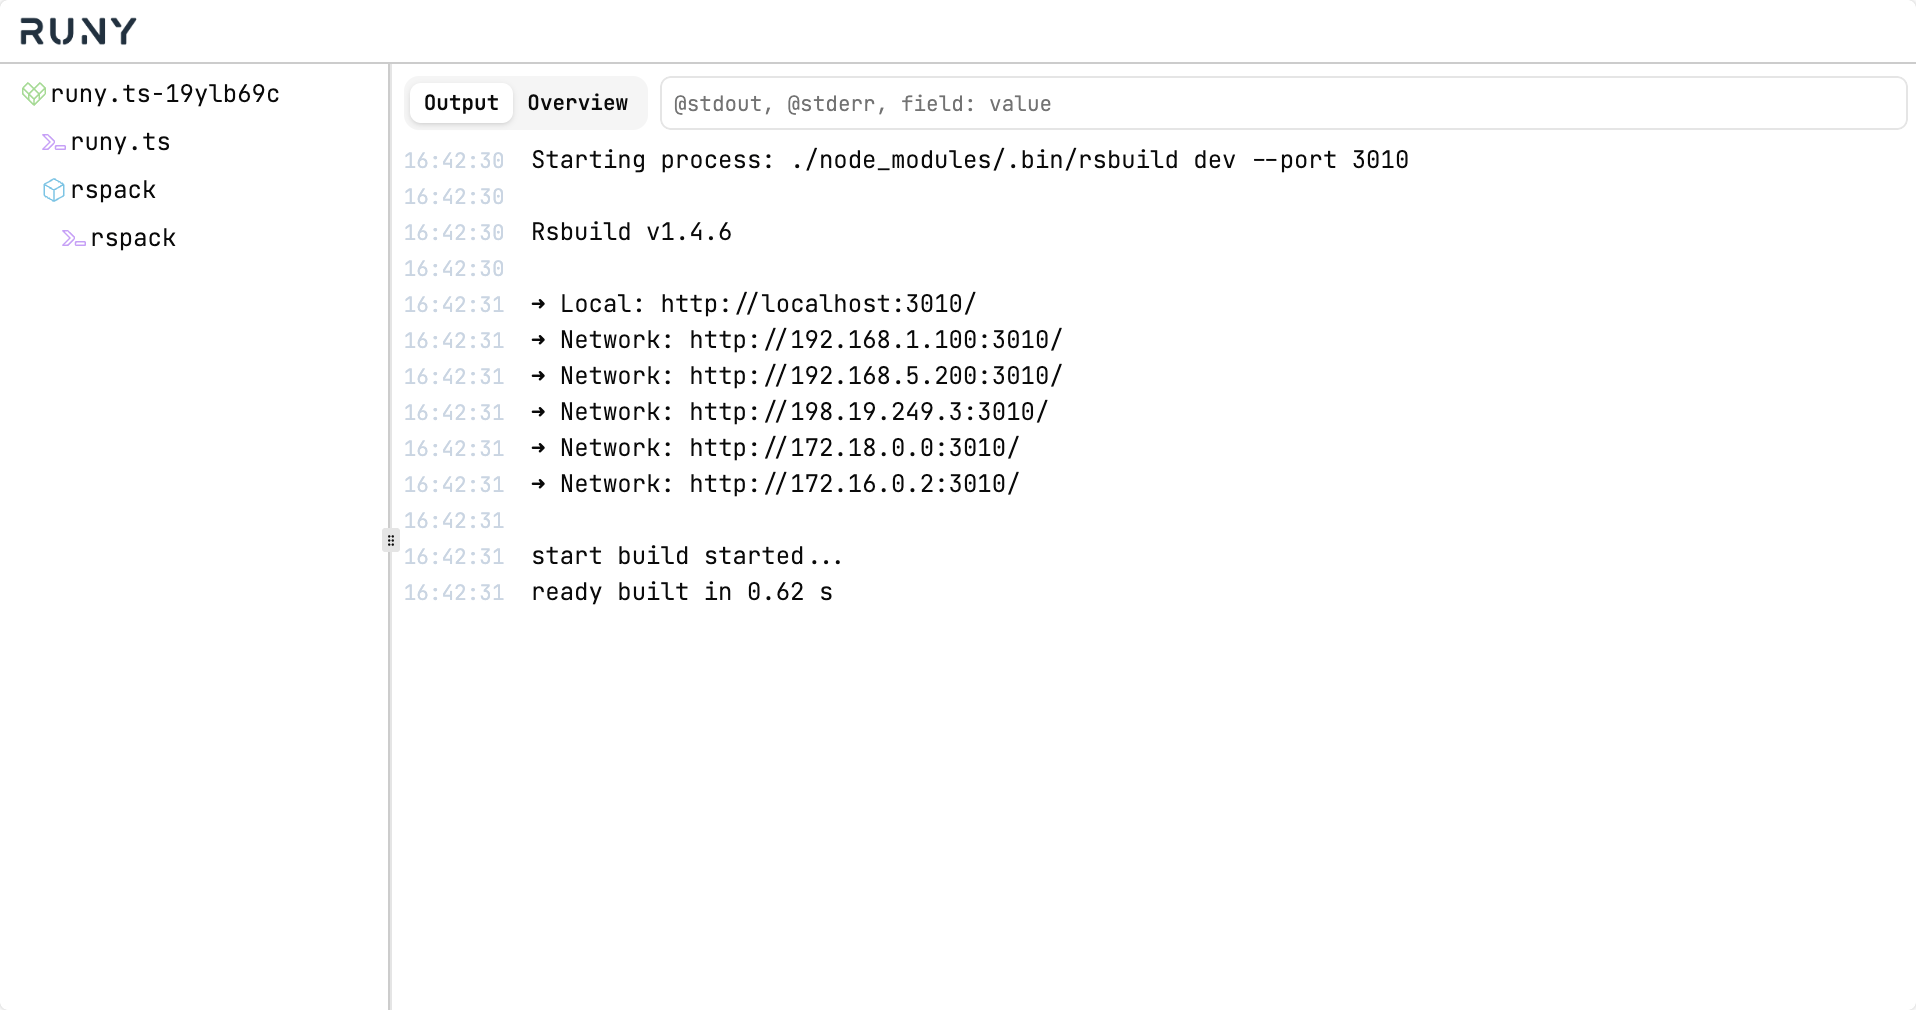 RUNY
runy.ts-19ylb69c
runy.ts
rspack
rspack
Output Overview @stdout, @stderr, field: value
16:42:30 Starting process: ./node_modules/.bin/rsbuild dev --port 3010
16:42:30
16:42:30 Rsbuild v1.4.6
16:42:30
16:42:31 ➜ Local: http://localhost:3010/
16:42:31 ➜ Network: http://192.168.1.100:3010/
16:42:31 ➜ Network: http://192.168.5.200:3010/
16:42:31 ➜ Network: http://198.19.249.3:3010/
16:42:31 ➜ Network: http://172.18.0.0:3010/
16:42:31 ➜ Network: http://172.16.0.2:3010/
16:42:31
16:42:31 start build started...
16:42:31 ready built in 0.62 s